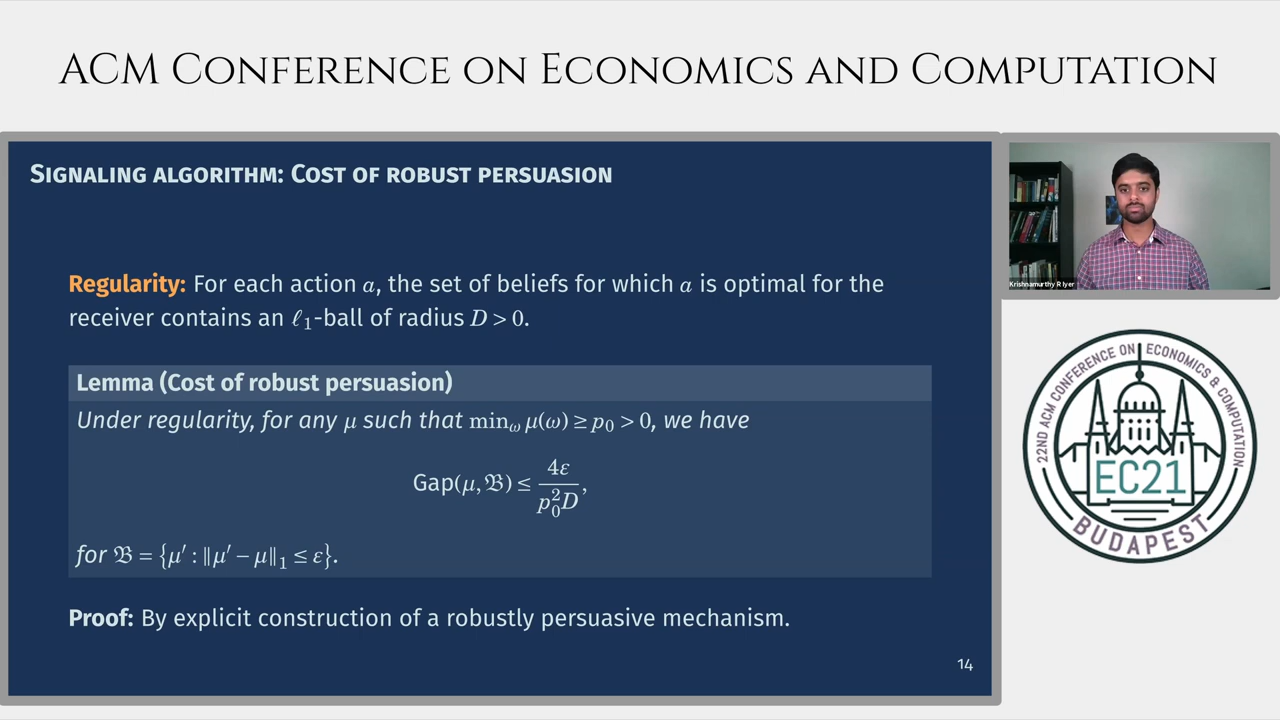 ACM Conference on Economics and Computation
Signaling algorithm: Cost of robust persuasion
Regularity: For each action a, the set of beliefs for which a is optimal for the
receiver contains an ℓ₁-ball of radius D > 0.
Lemma (Cost of robust persuasion)
Under regularity, for any μ such that min_ω μ(ω) ≥ p₀ > 0, we have
Gap(μ, 𝔅) ≤ 4ε / p₀²D,
for 𝔅 = {μ′ : ‖μ′ − μ‖₁ ≤ ε}.
Proof: By explicit construction of a robustly persuasive mechanism.
14
Krishnamurthy R Iyer
22ND ACM CONFERENCE ON ECONOMICS & COMPUTATION
EC21
BUDAPEST